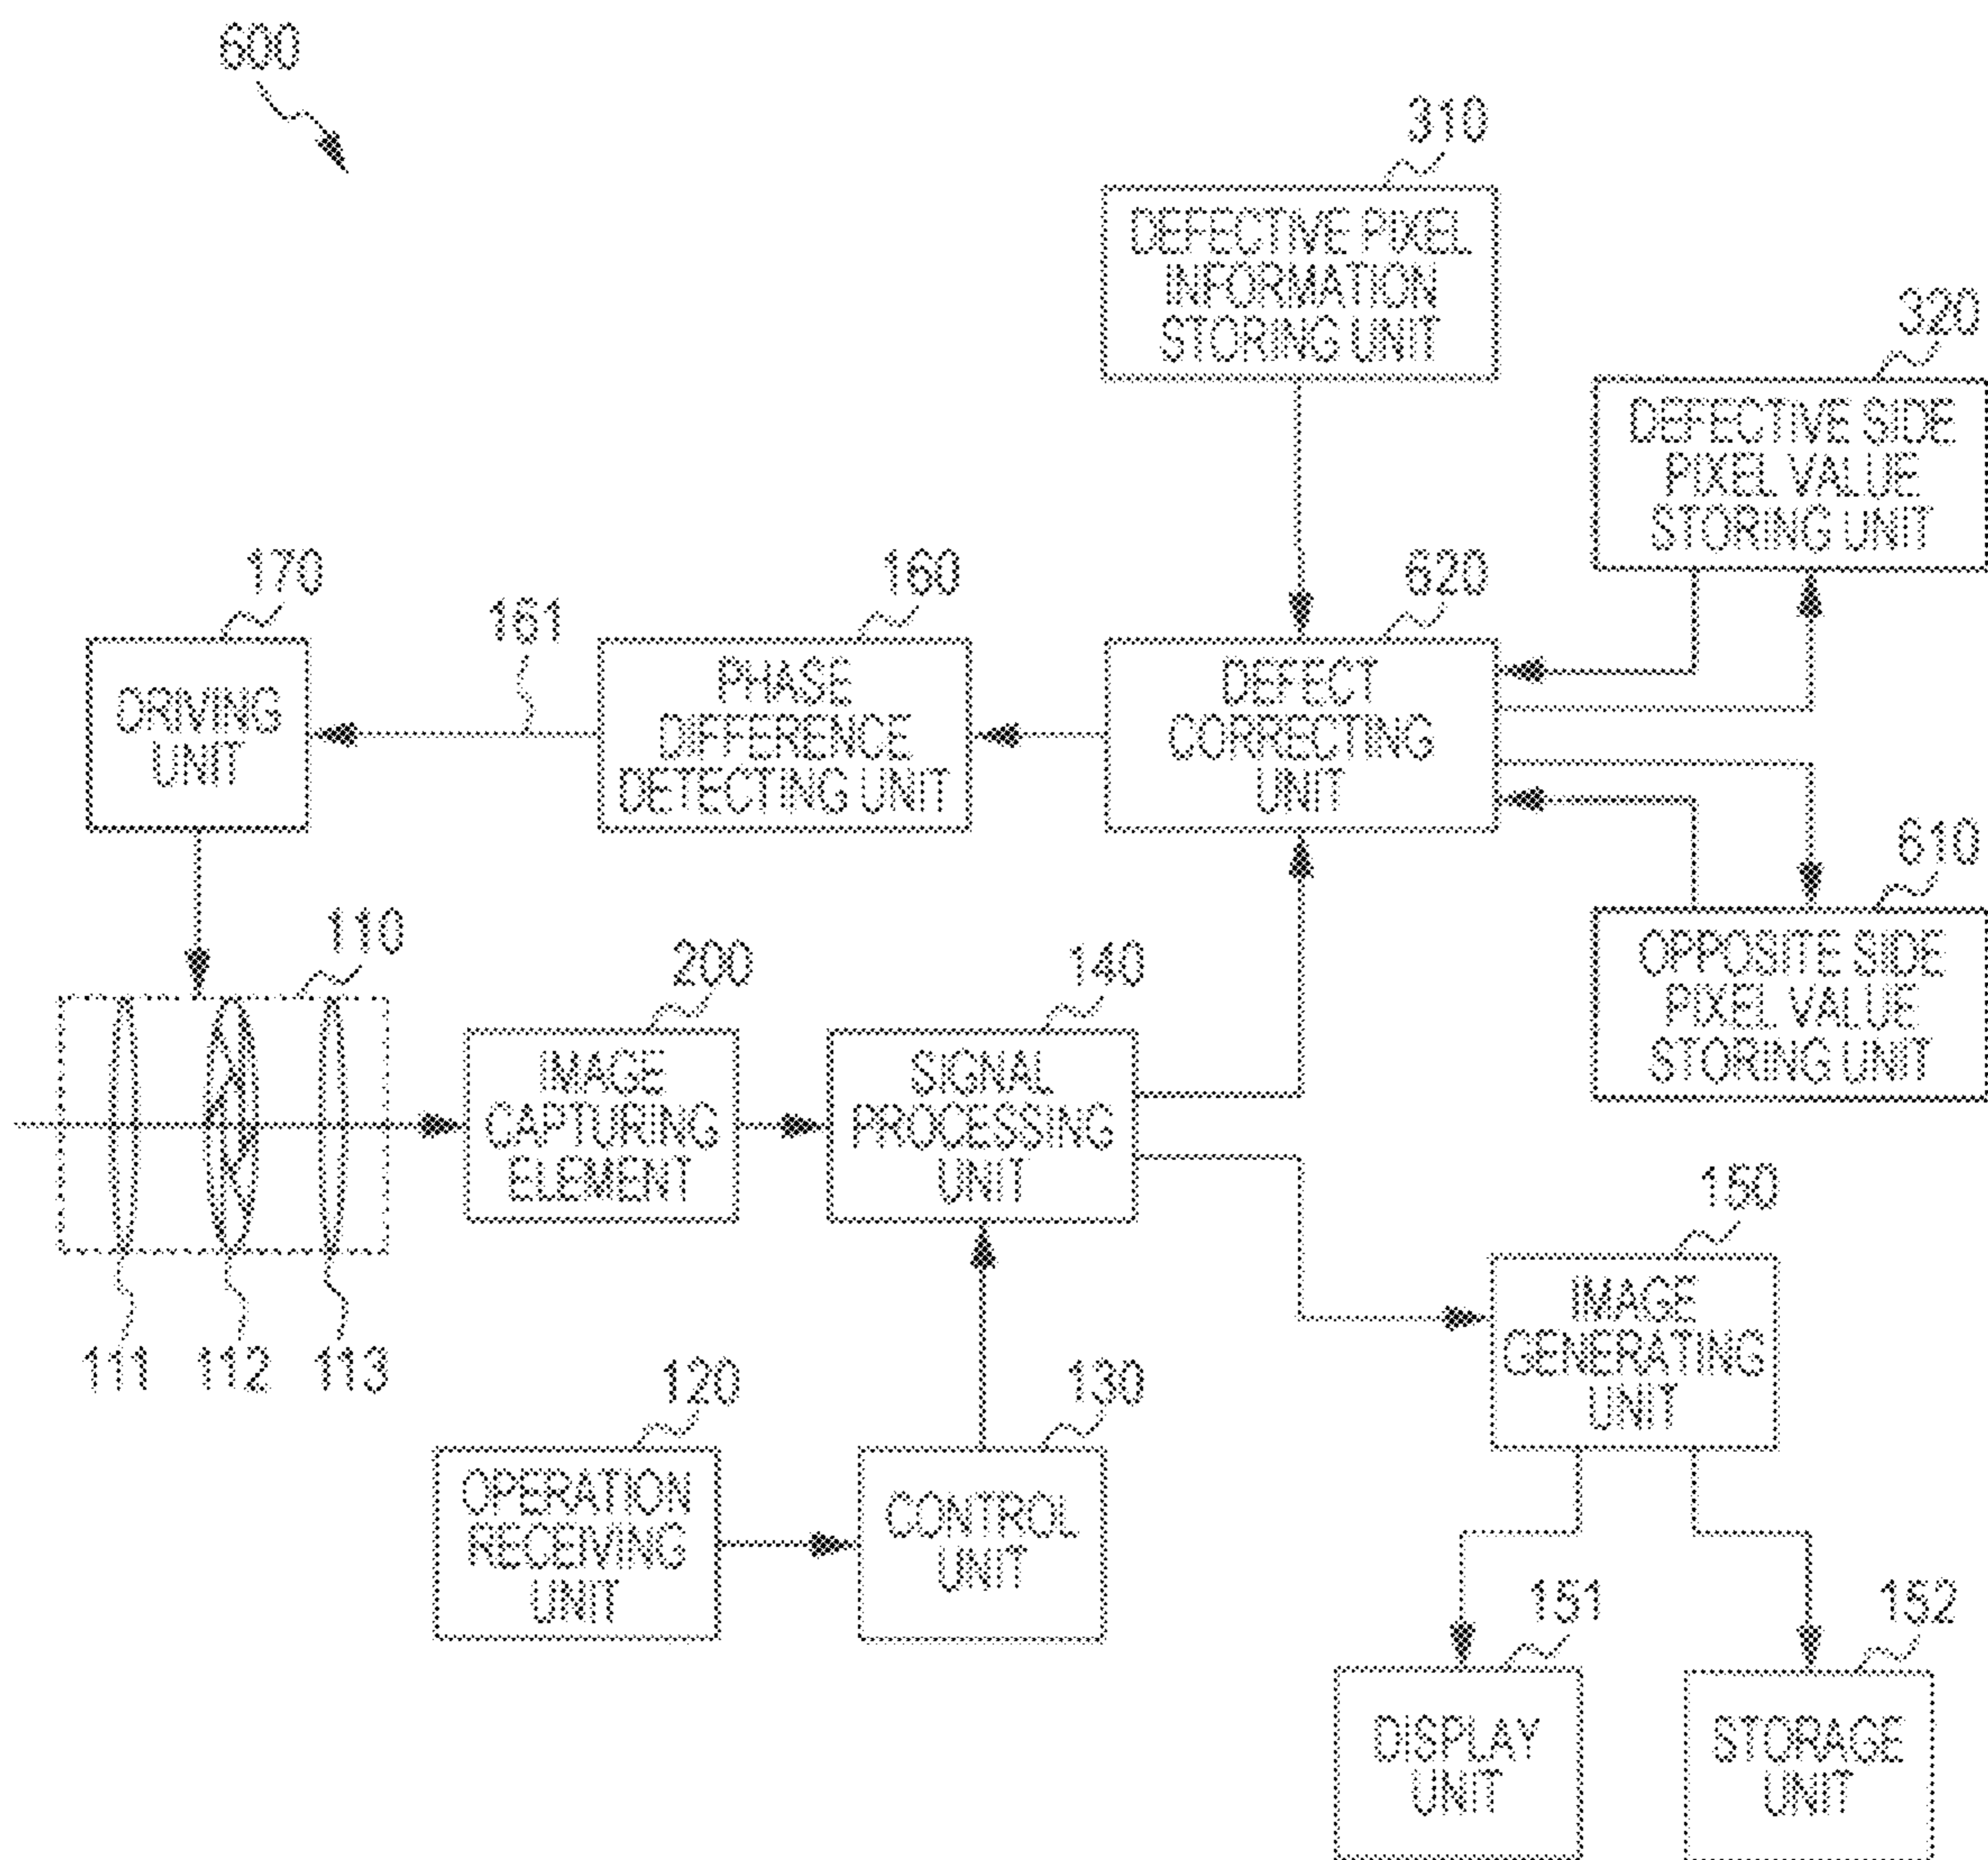 600
310
DEFECTIVE PIXEL
INFORMATION
STORING UNIT
320
DEFECTIVE SIDE
PIXEL VALUE
STORING UNIT
170
161
160
620
DRIVING
UNIT
PHASE
DIFFERENCE
DETECTING UNIT
DEFECT
CORRECTING
UNIT
610
OPPOSITE SIDE
PIXEL VALUE
STORING UNIT
110
200
140
IMAGE
CAPTURING
ELEMENT
SIGNAL
PROCESSING
UNIT
111
112
113
150
IMAGE
GENERATING
UNIT
120
130
OPERATION
RECEIVING
UNIT
CONTROL
UNIT
151
152
DISPLAY
UNIT
STORAGE
UNIT